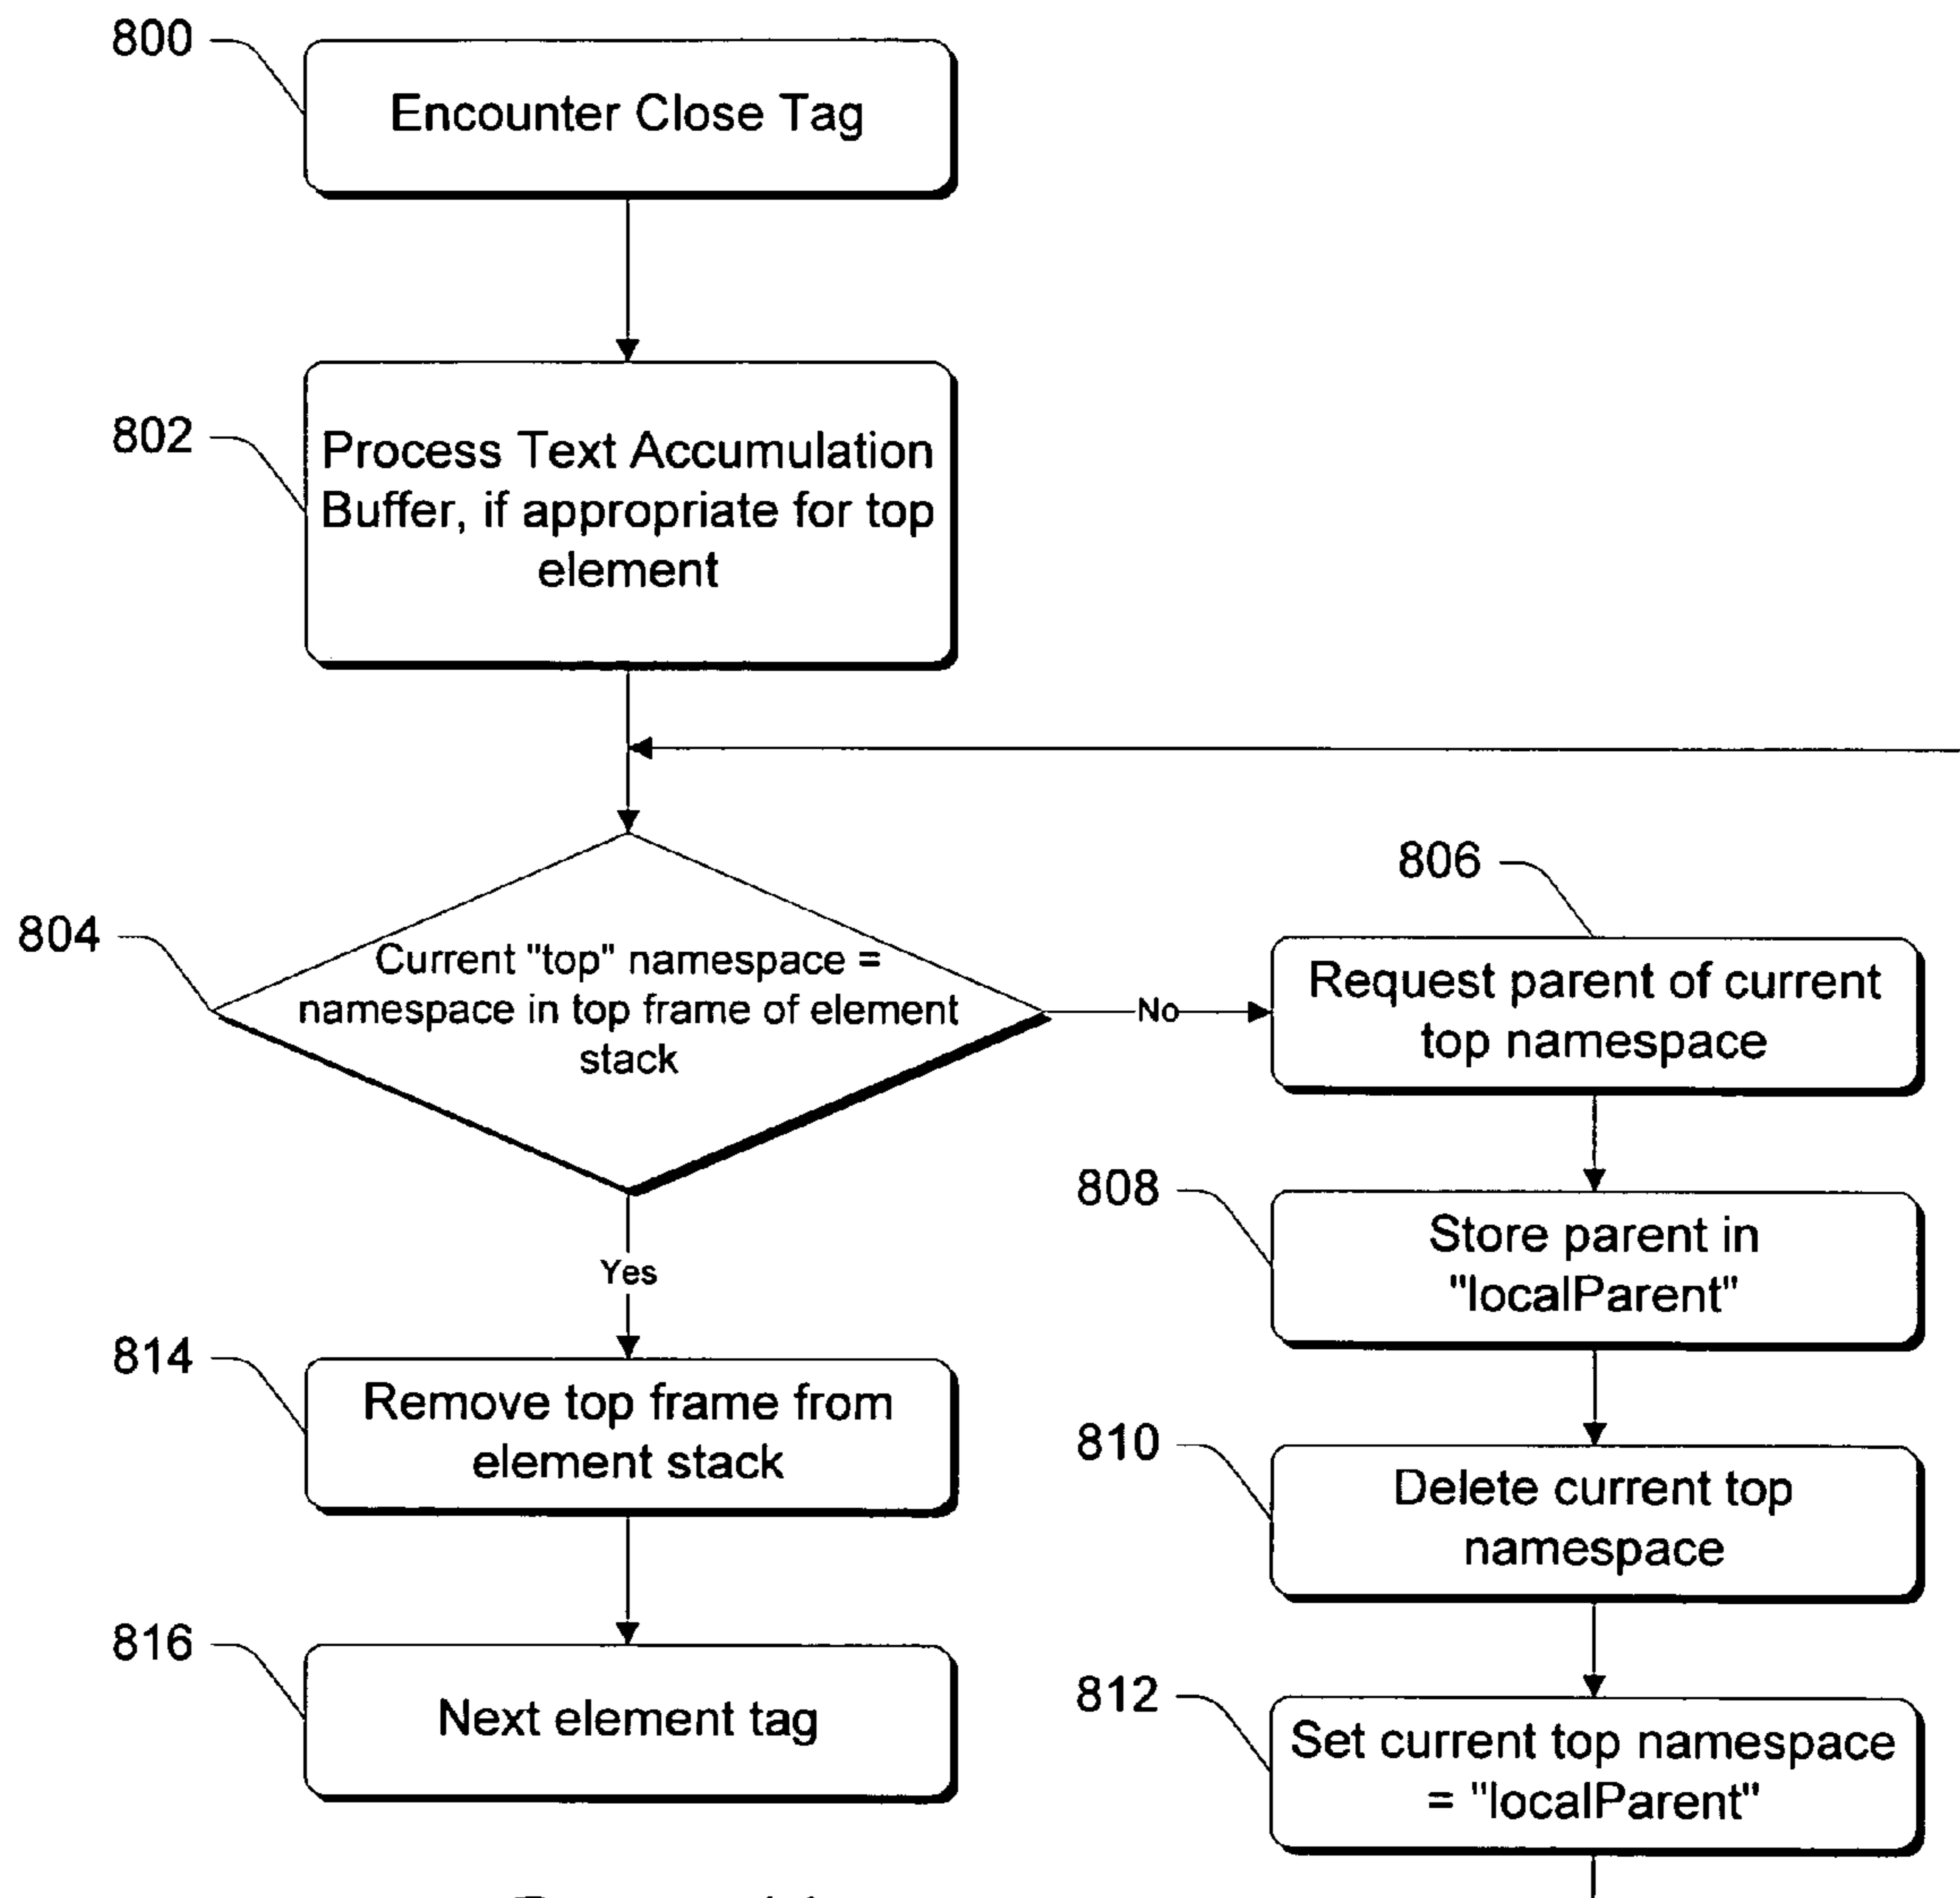 800
Encounter Close Tag
802
Process Text Accumulation
Buffer, if appropriate for top
element
804
Current "top" namespace =
namespace in top frame of element
stack
No
806
Request parent of current
top namespace
808
Store parent in
"localParent"
Yes
814
Remove top frame from
element stack
810
Delete current top
namespace
816
Next element tag
812
Set current top namespace
= "localParent"